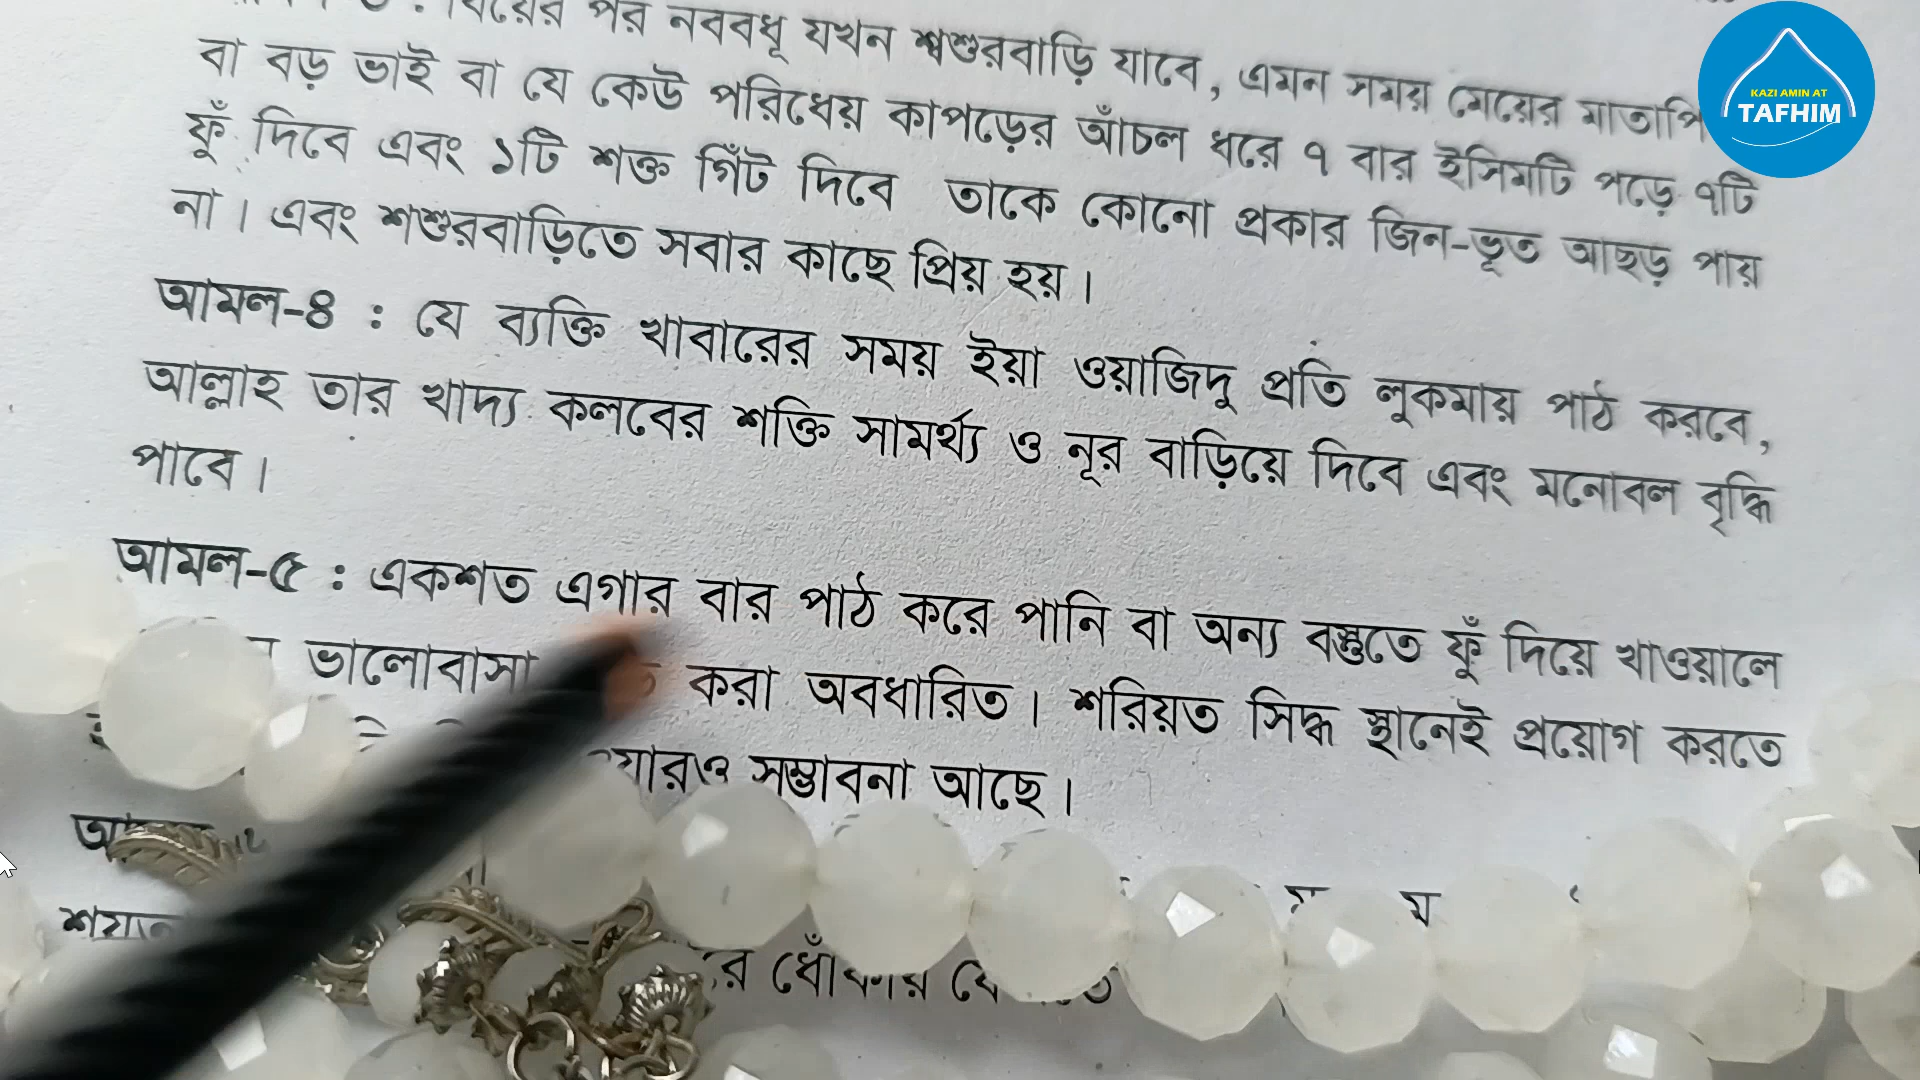 বিয়ের পর নববধূ যখন শ্বশুরবাড়ি যাবে, এমন সময় মেয়ের মাতাপি
বা বড় ভাই বা যে কেউ পরিধেয় কাপড়ের আঁচল ধরে ৭ বার ইসিমটি পড়ে ৭টি
ফুঁ দিবে এবং ১টি শক্ত গিঁট দিবে তাকে কোনো প্রকার জিন-ভূত আছড় পায়
না। এবং শশুরবাড়িতে সবার কাছে প্রিয় হয়।
আমল-৪ : যে ব্যক্তি খাবারের সময় ইয়া ওয়াজিদু প্রতি লুকমায় পাঠ করবে,
আল্লাহ তার খাদ্য কলবের শক্তি সামর্থ্য ও নূর বাড়িয়ে দিবে এবং মনোবল বৃদ্ধি
পাবে।
আমল-৫ : একশত এগার বার পাঠ করে পানি বা অন্য বস্তুতে ফুঁ দিয়ে খাওয়ালে
ভালোবাসা করা অবধারিত। শরিয়ত সিদ্ধ স্থানেই প্রয়োগ করতে
সম্ভাবনা আছে।
KAZI AMIN AT
TAFHIM